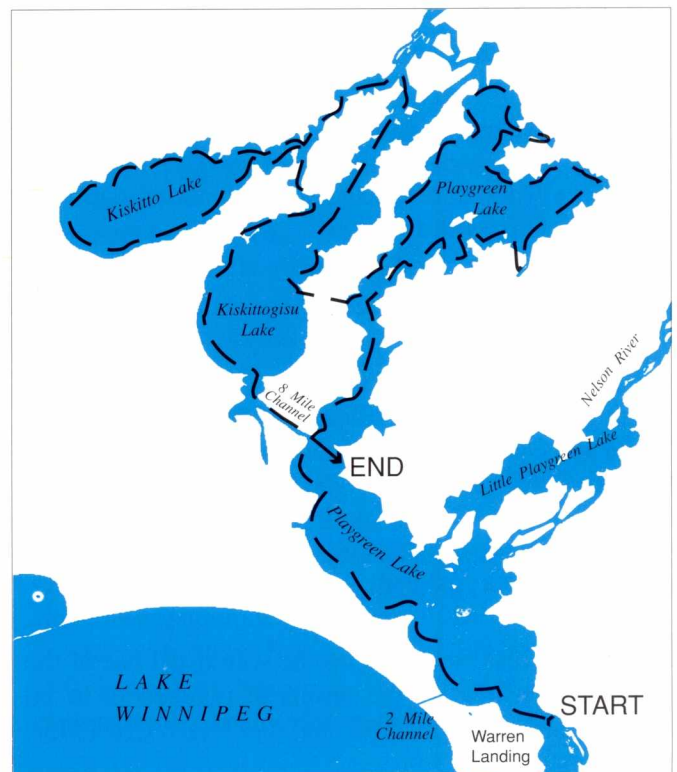 Kiskitto Lake
Playgreen
Lake
Kiskittogisu
Lake
Nelson River
8 Mile
Channel
END
Little Playgreen Lake
Playgreen Lake
LAKE
WINNIPEG
START
2 Mile
Channel
Warren
Landing